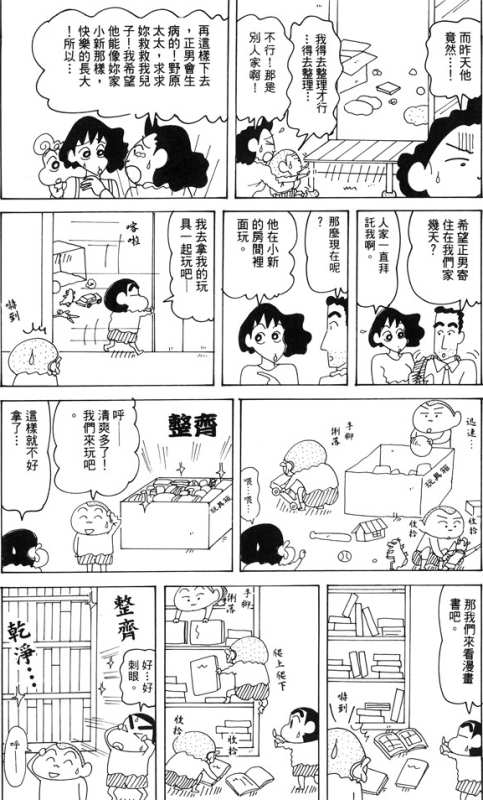 而昨天他
竟然…！
我得去整理才行
…得去整理…
不行！那是
別人家啊！
再這樣下去
，正男會生
病的！野原
太太，求求
妳救救我兒
子！我希望
他能像妳家
小新那樣，
快樂的長大
！所以…
希望正男寄
住在我們家
幾天？
人家一直拜
託我啊。
那麼現在呢
？
他在小新
的房間裡
面玩。
我去拿我的玩
具一起玩吧—
喀啦
嚇到
迅速…
手腳
俐落
玩具箱
收拾
收拾
喂…喂…
整齊
玩具箱
呼—
清爽多了！
我們來玩吧
。
這樣就不好
拿了…
那我們來看漫畫
書吧。
嚇到
手腳
俐落
爬上爬下
收拾
收拾
整齊
乾淨…
好…好
刺眼。
呼—